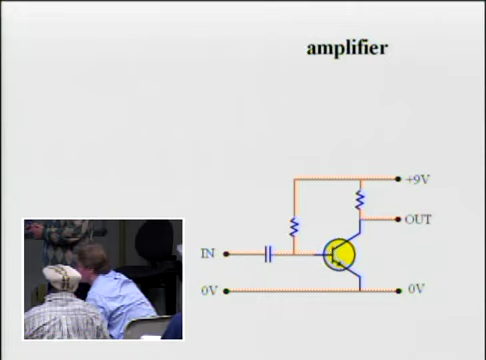 amplifier
+9V
OUT
IN
0V
0V